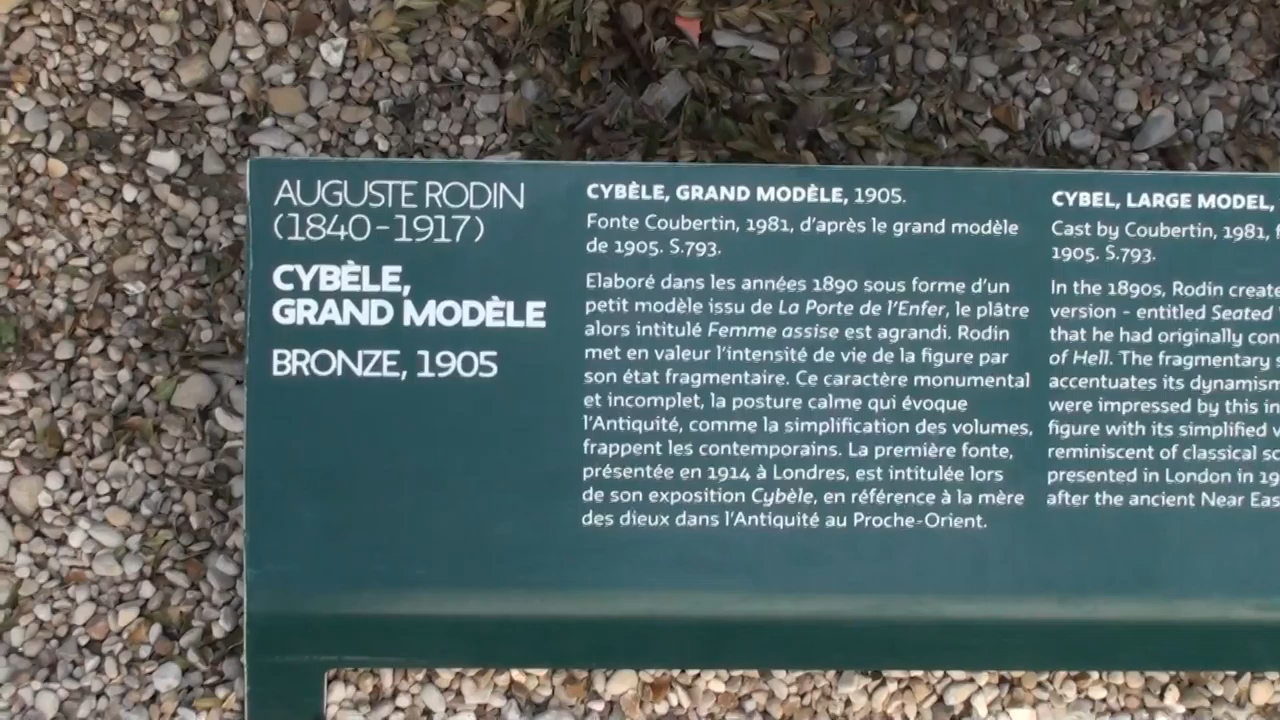 AUGUSTE RODIN
(1840-1917)
CYBÈLE,
GRAND MODÈLE
BRONZE, 1905
CYBÈLE, GRAND MODÈLE, 1905.
Fonte Coubertin, 1981, d'après le grand modèle
de 1905. S.793.
Elaboré dans les années 1890 sous forme d'un
petit modèle issu de La Porte de l'Enfer, le plâtre
alors intitulé Femme assise est agrandi. Rodin
met en valeur l'intensité de vie de la figure par
son état fragmentaire. Ce caractère monumental
et incomplet, la posture calme qui évoque
l'Antiquité, comme la simplification des volumes,
frappent les contemporains. La première fonte,
présentée en 1914 à Londres, est intitulée lors
de son exposition Cybèle, en référence à la mère
des dieux dans l'Antiquité au Proche-Orient.
CYBEL, LARGE MODEL,
Cast by Coubertin, 1981,
1905. S.793.
In the 1890s, Rodin create
version - entitled Seated
that he had originally con
of Hell. The fragmentary
accentuates its dynamism
were impressed by this in
figure with its simplified
reminiscent of classical sc
presented in London in 19
after the ancient Near Eas